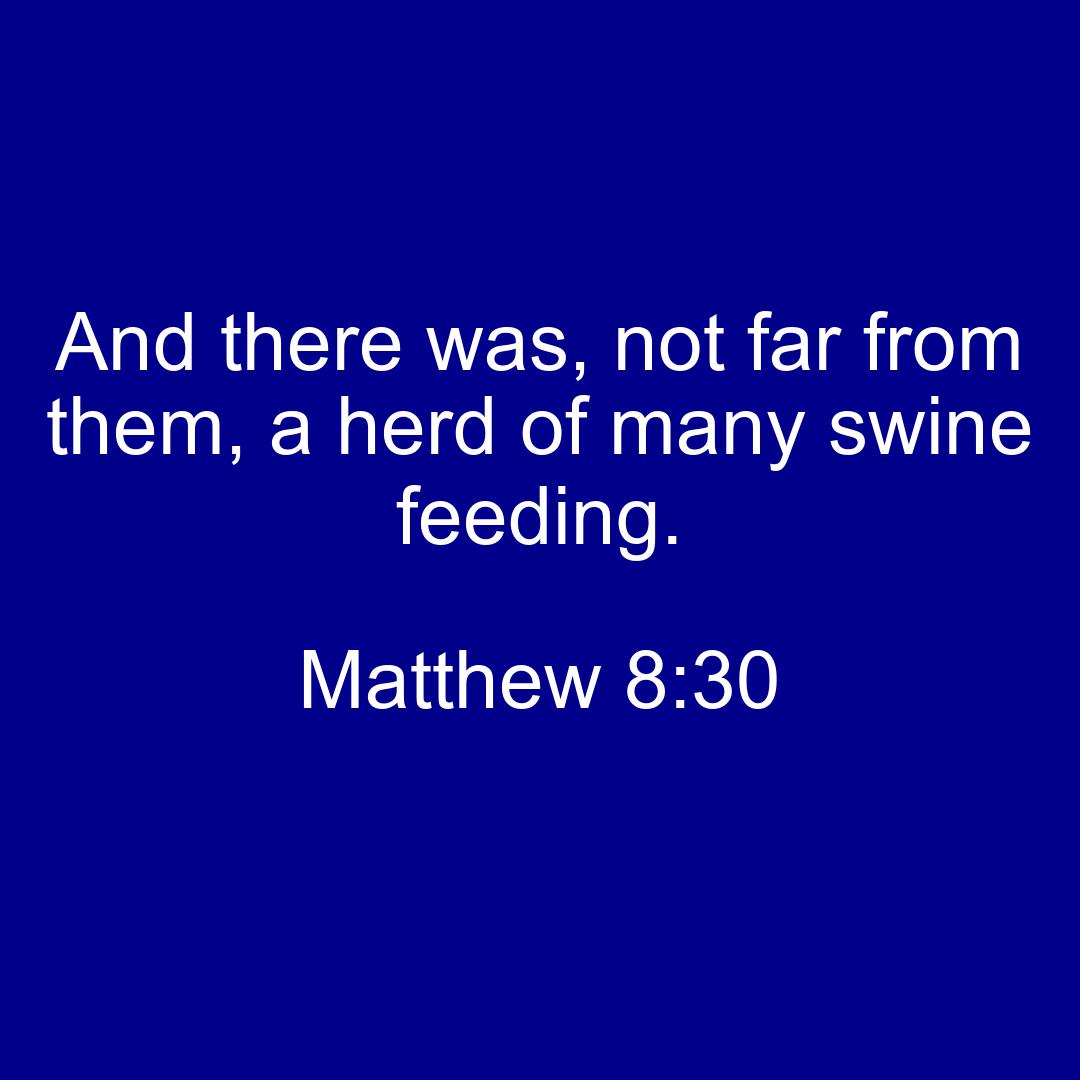 And there was, not far from
them, a herd of many swine
feeding.
Matthew 8:30